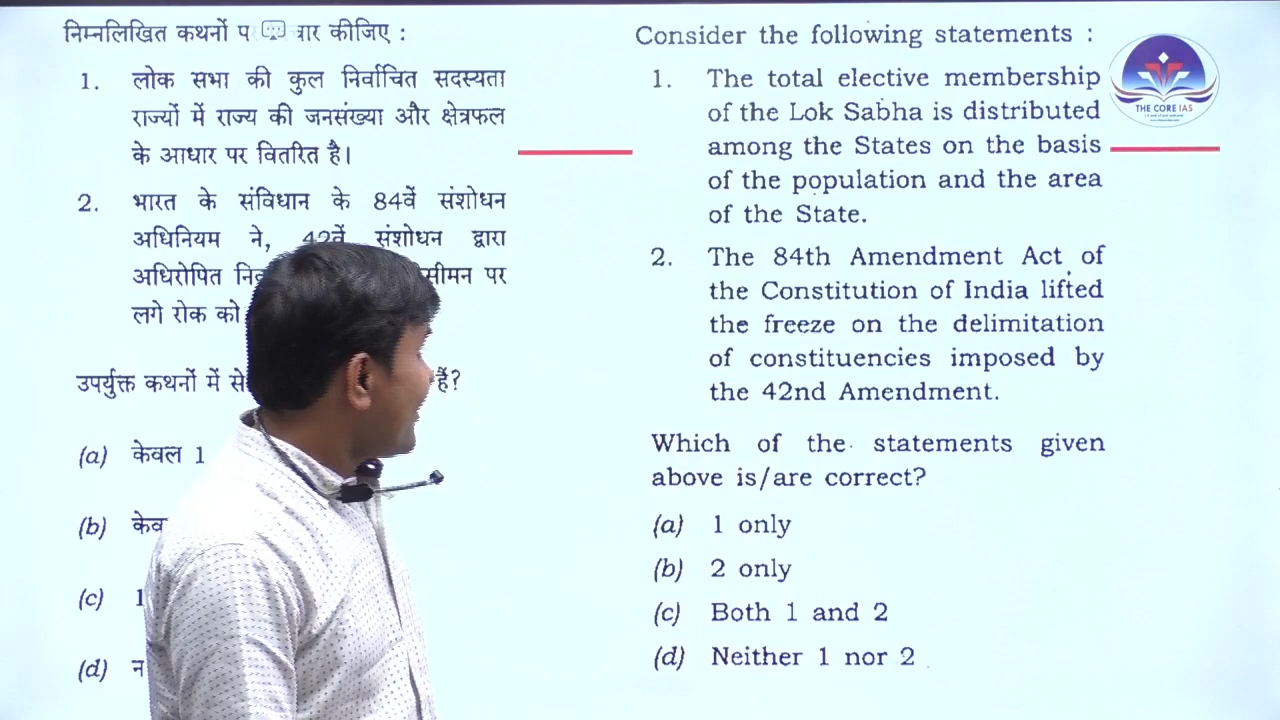 निम्नलिखित कथनों प कीजिए :
1. लोक सभा की कुल निर्वाचित सदस्यता
राज्यों में राज्य की जनसंख्या और क्षेत्रफल
के आधार पर वितरित है।
2. भारत के संविधान के 84वें संशोधन
अधिनियम ने, 42वें संशोधन द्वारा
अधिरोपित पर
लगे रोक को
उपर्युक्त कथनों में से हैं?
(a) केवल 1
(b)
(c) 1
(d)
Consider the following statements :
1. The total elective membership
of the Lok Sabha is distributed
among the States on the basis
of the population and the area
of the State.
2. The 84th Amendment Act of
the Constitution of India lifted
the freeze on the delimitation
of constituencies imposed by
the 42nd Amendment.
Which of the statements given
above is/are correct?
(a) 1 only
(b) 2 only
(c) Both 1 and 2
(d) Neither 1 nor 2
THE CORE IAS